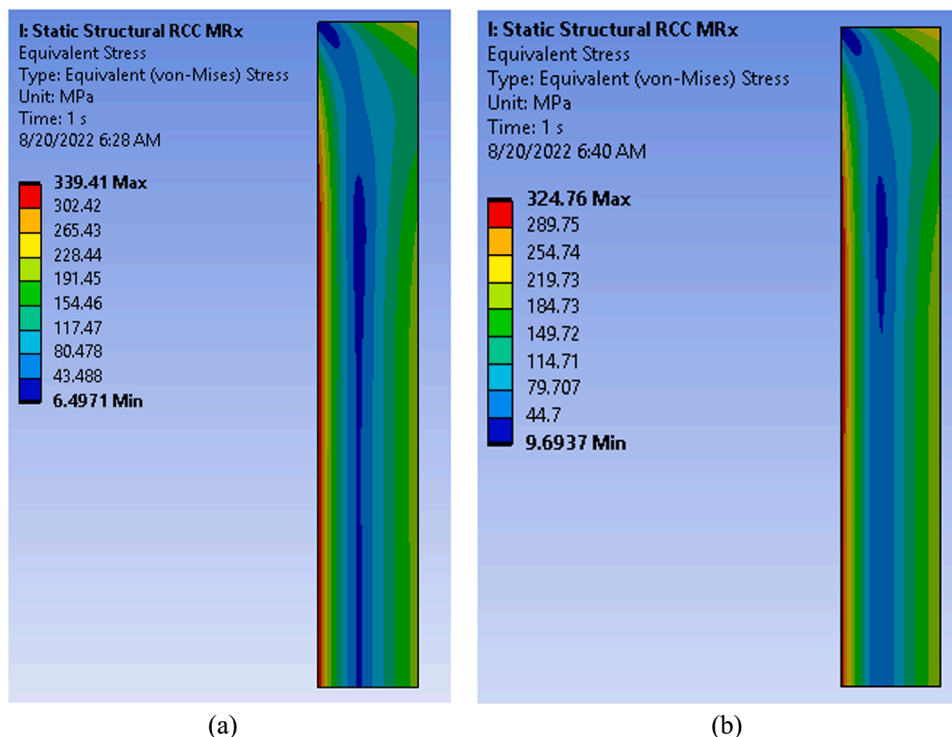 I: Static Structural RCC MRx
Equivalent Stress
Type: Equivalent (von-Mises) Stress
Unit: MPa
Time: 1 s
8/20/2022 6:28 AM
339.41 Max
302.42
265.43
228.44
191.45
154.46
117.47
80.478
43.488
6.4971 Min
(a)
I: Static Structural RCC MRx
Equivalent Stress
Type: Equivalent (von-Mises) Stress
Unit: MPa
Time: 1 s
8/20/2022 6:40 AM
324.76 Max
289.75
254.74
219.73
184.73
149.72
114.71
79.707
44.7
9.6937 Min
(b)